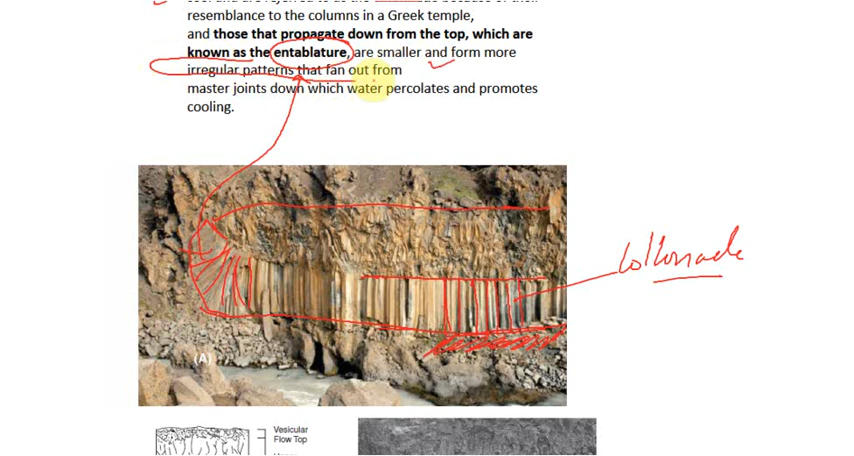 resemblance to the columns in a Greek temple,
and those that propagate down from the top, which are
known as the entablature, are smaller and form more
irregular patterns that fan out from
master joints down which water percolates and promotes
cooling.
Collonade
(A)
Vesicular
Flow Top